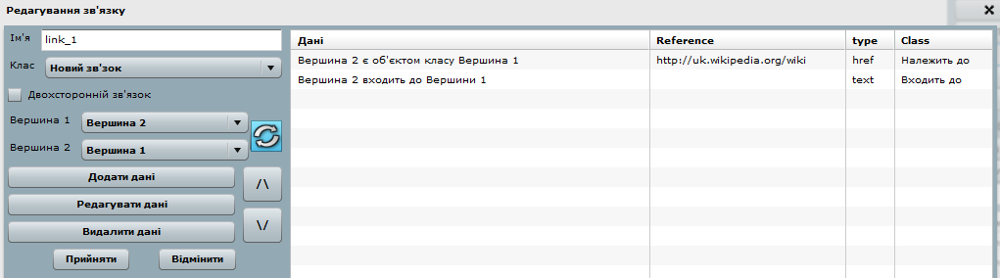 Редагування зв'язку
Ім'я link_1
Клас Новий зв'зок
Двохсторонній зв'язок
Вершина 1 Вершина 2
Вершина 2 Вершина 1
Додати дані
/\
Редагувати дані
\/
Видалити дані
Прийняти Відмінити
Дані Reference type Class
Вершина 2 є об'єктом класу Вершина 1 http://uk.wikipedia.org/wiki href Належить до
Вершина 2 входить до Вершини 1 text Входить до